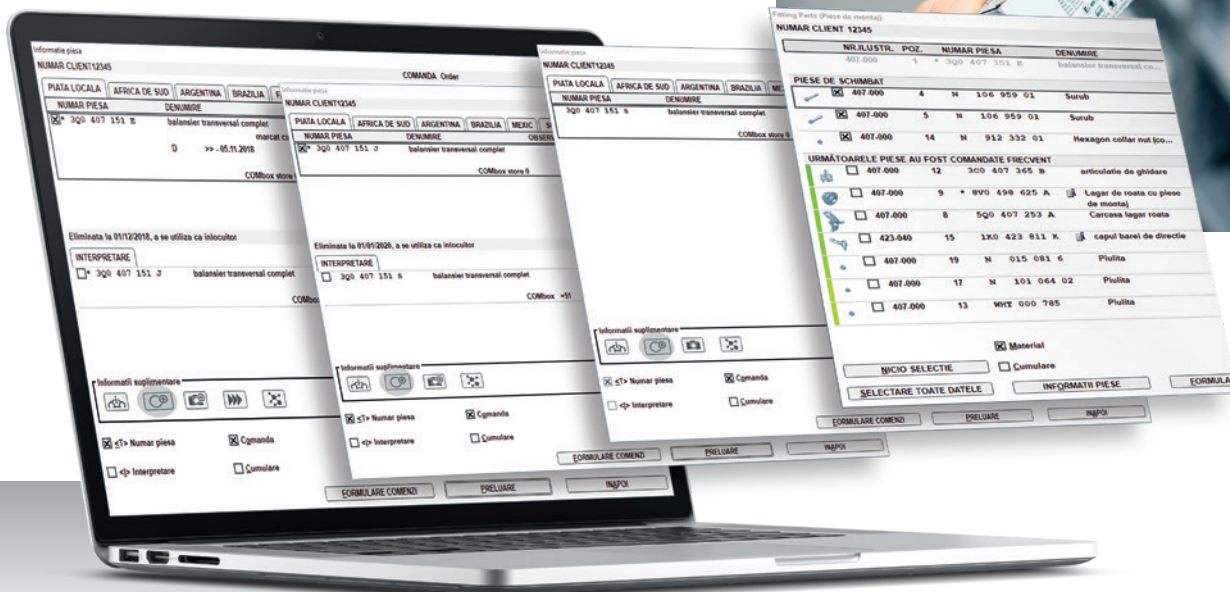 Informatie piesa
NUMAR CLIENT 12345
COMANDA Order
PIATA LOCALA AFRICA DE SUD ARGENTINA BRAZILIA
NUMAR PIESA DENUMIRE
* 3Q0 407 151 E balansier transversal complet
marcat cu
D >> - 05.11.2018
COMbox store
Eliminata la 01/12/2018, a se utiliza ca inlocuitor
INTERPRETARE
* 3Q0 407 151 J balansier transversal complet
Informatii suplimentare
<T> Numar piesa Comanda
<I> Interpretare Cumulare
FORMULARE COMENZI PRELUARE INAPOI
Informatie piesa
NUMAR CLIENT12345
PIATA LOCALA AFRICA DE SUD ARGENTINA BRAZILIA MEXIC
NUMAR PIESA DENUMIRE
* 3Q0 407 151 J balansier transversal complet
COMbox store 0
Eliminata la 01/01/2020, a se utiliza ca inlocuitor
INTERPRETARE
3Q0 407 151 S balansier transversal complet
COMbox +51
Informatii suplimentare
<T> Numar piesa Comanda
<I> Interpretare Cumulare
FORMULARE COMENZI PRELUARE INAPOI
Informatie piesa
NUMAR CLIENT12345
PIATA LOCALA AFRICA DE SUD ARGENTINA BRAZILIA
NUMAR PIESA DENUMIRE
3Q0 407 151 S balansier transversal complet
COMbox store 0
Informatii suplimentare
<T> Numar piesa Comanda
<I> Interpretare Cumulare
FORMULARE COMENZI PRELUARE INAPOI
Fitting Parts (Piese de montaj)
NUMAR CLIENT 12345
NR.ILUSTR. POZ. NUMAR PIESA DENUMIRE
407-000 1 * 3Q0 407 151 E balansier transversal co...
PIESE DE SCHIMBAT
407-000 4 N 106 959 01 Surub
407-000 5 N 106 959 01 Surub
407-000 14 N 912 332 01 Hexagon collar nut (co...
URMĂTOARELE PIESE AU FOST COMANDATE FRECVENT
407-000 12 3C0 407 365 B articulatie de ghidare
407-000 9 * 8V0 498 625 A Lagar de roata cu piese
de montaj
407-000 8 5Q0 407 253 A Carcasa lagar roata
423-040 15 1K0 423 811 K capul barei de directie
407-000 19 N 015 081 6 Piulita
407-000 17 N 101 064 02 Piulita
407-000 13 WHT 000 785 Piulita
Material
NICIO SELECTIE Cumulare
SELECTARE TOATE DATELE INFORMATII PIESE